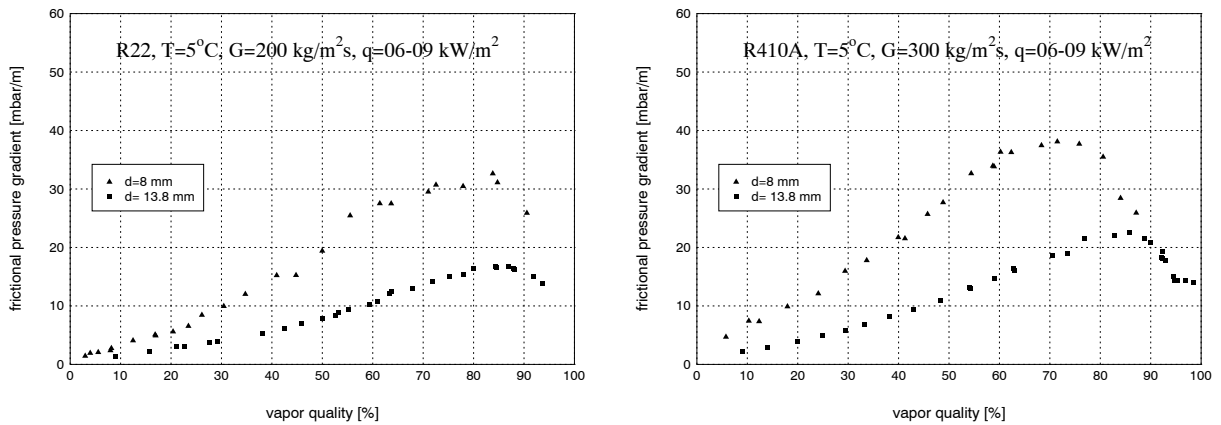 R22, T=5°C, G=200 kg/m²s, q=06-09 kW/m²
frictional pressure gradient [mbar/m]
60
50
40
30
20
10
0
d=8 mm
d= 13.8 mm
0 10 20 30 40 50 60 70 80 90 100
vapor quality [%]
R410A, T=5°C, G=300 kg/m²s, q=06-09 kW/m²
frictional pressure gradient [mbar/m]
60
50
40
30
20
10
0
d=8 mm
d= 13.8 mm
0 10 20 30 40 50 60 70 80 90 100
vapor quality [%]